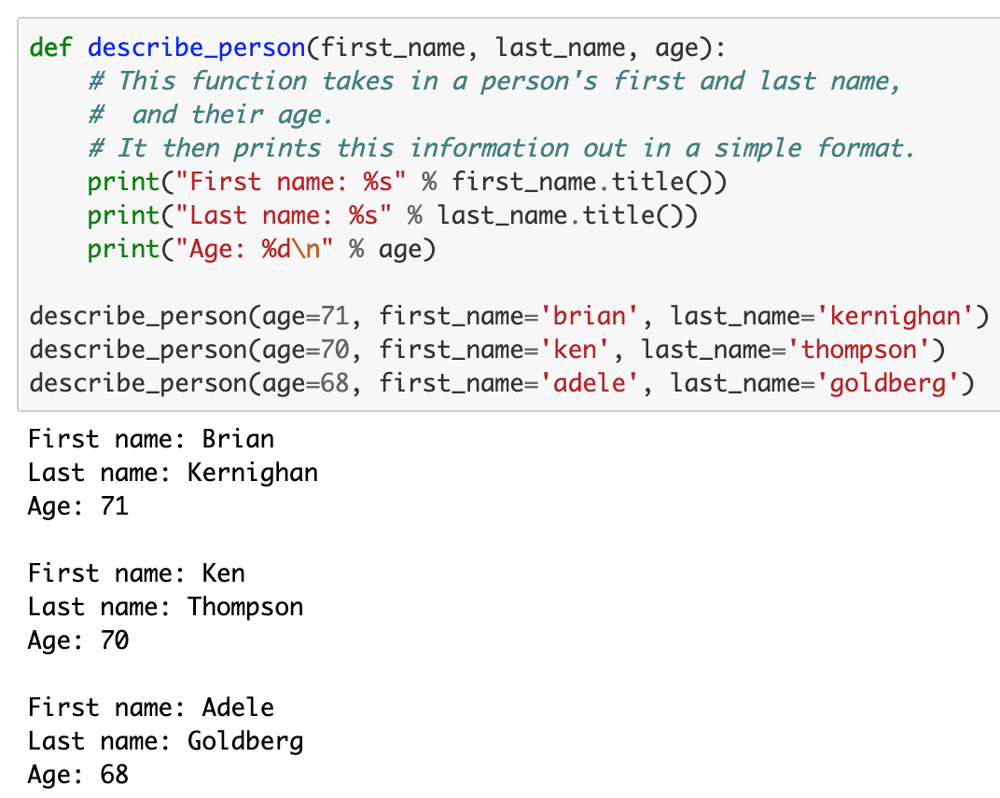 def describe_person(first_name, last_name, age):
    # This function takes in a person's first and last name,
    #  and their age.
    # It then prints this information out in a simple format.
    print("First name: %s" % first_name.title())
    print("Last name: %s" % last_name.title())
    print("Age: %d\n" % age)

describe_person(age=71, first_name='brian', last_name='kernighan')
describe_person(age=70, first_name='ken', last_name='thompson')
describe_person(age=68, first_name='adele', last_name='goldberg')
First name: Brian
Last name: Kernighan
Age: 71

First name: Ken
Last name: Thompson
Age: 70

First name: Adele
Last name: Goldberg
Age: 68